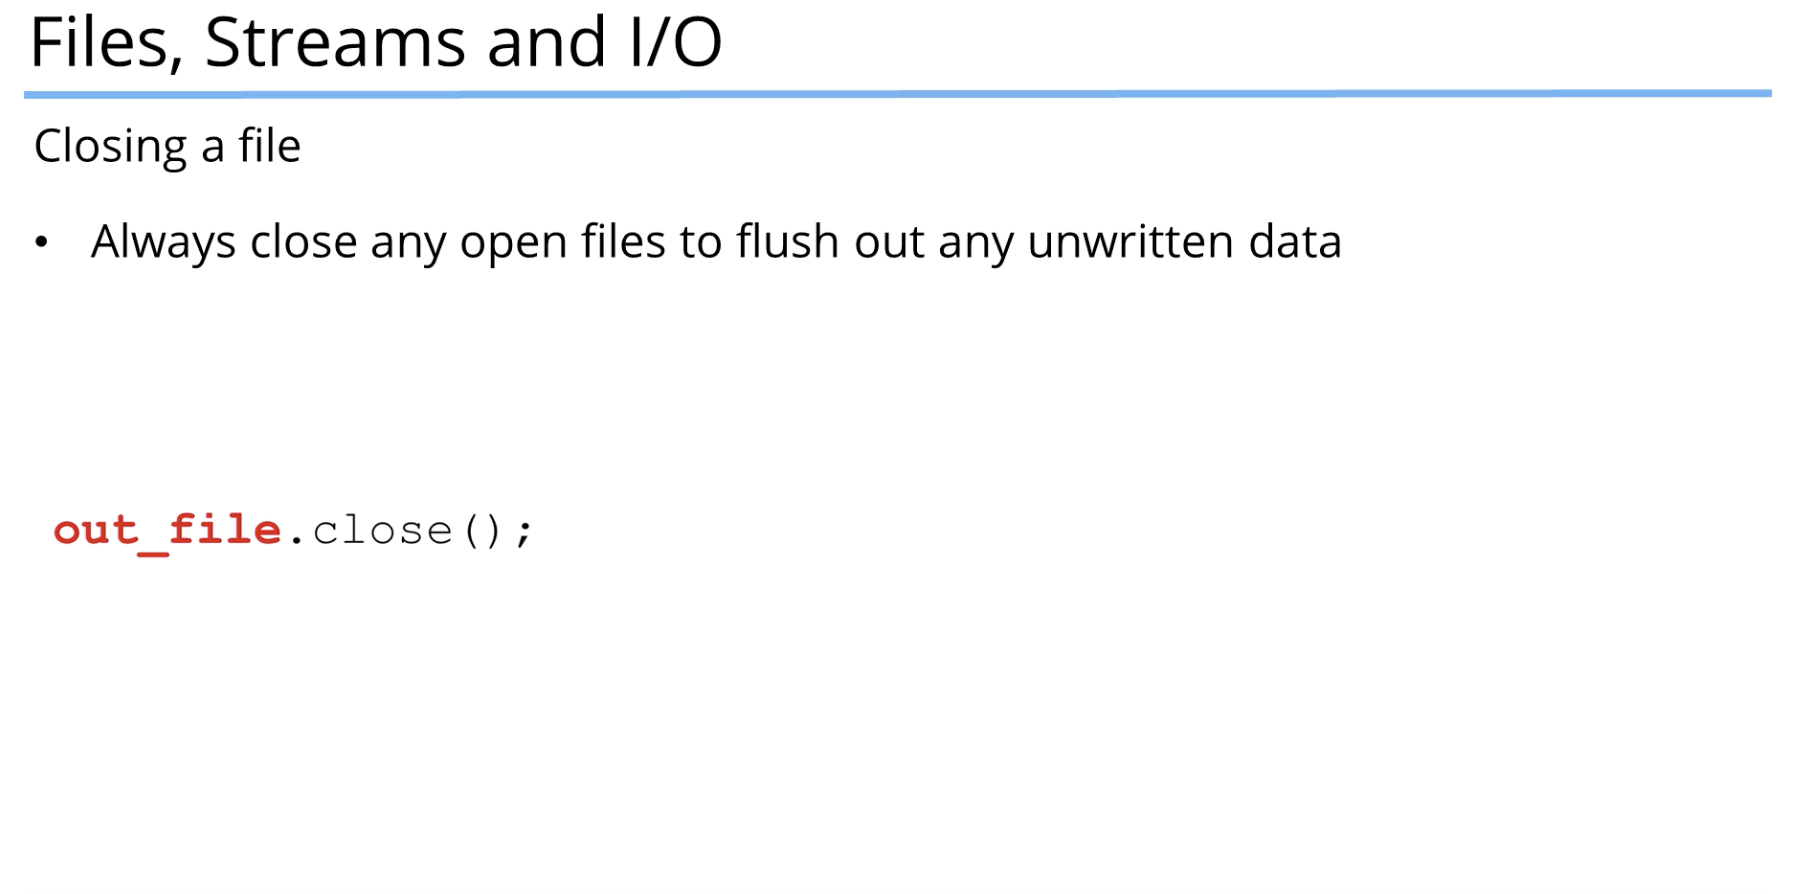 Files, Streams and I/O
Closing a file
• Always close any open files to flush out any unwritten data
out_file.close();